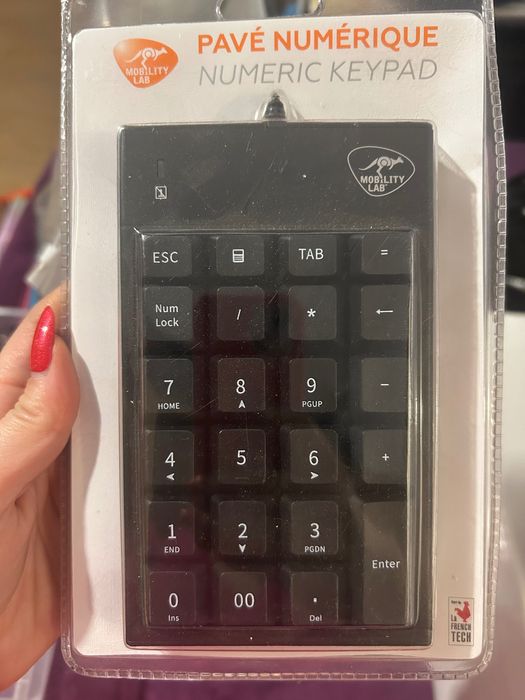 PAVÉ NUMÉRIQUE
NUMERIC KEYPAD
MOBILITY
LAB
MOBILITY
LAB
1
ESC
TAB
=
Num
Lock
/
*
←
7
HOME
8
9
PGUP
-
4
5
6
+
1
END
2
3
PGDN
Enter
0
Ins
00
.
Del
LA
FRENCH
TECH